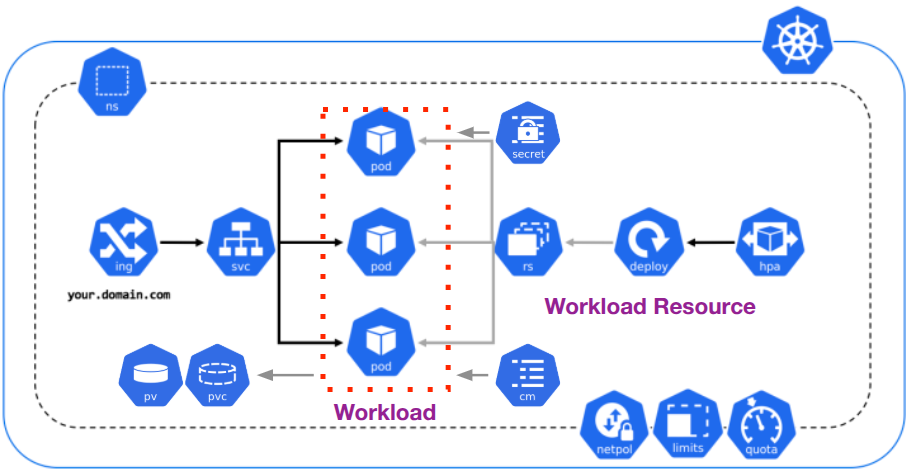 ns
pod
secret
ing
svc
pod
rs
deploy
hpa
your.domain.com
Workload Resource
pod
pv
pvc
cm
Workload
netpol
limits
quota